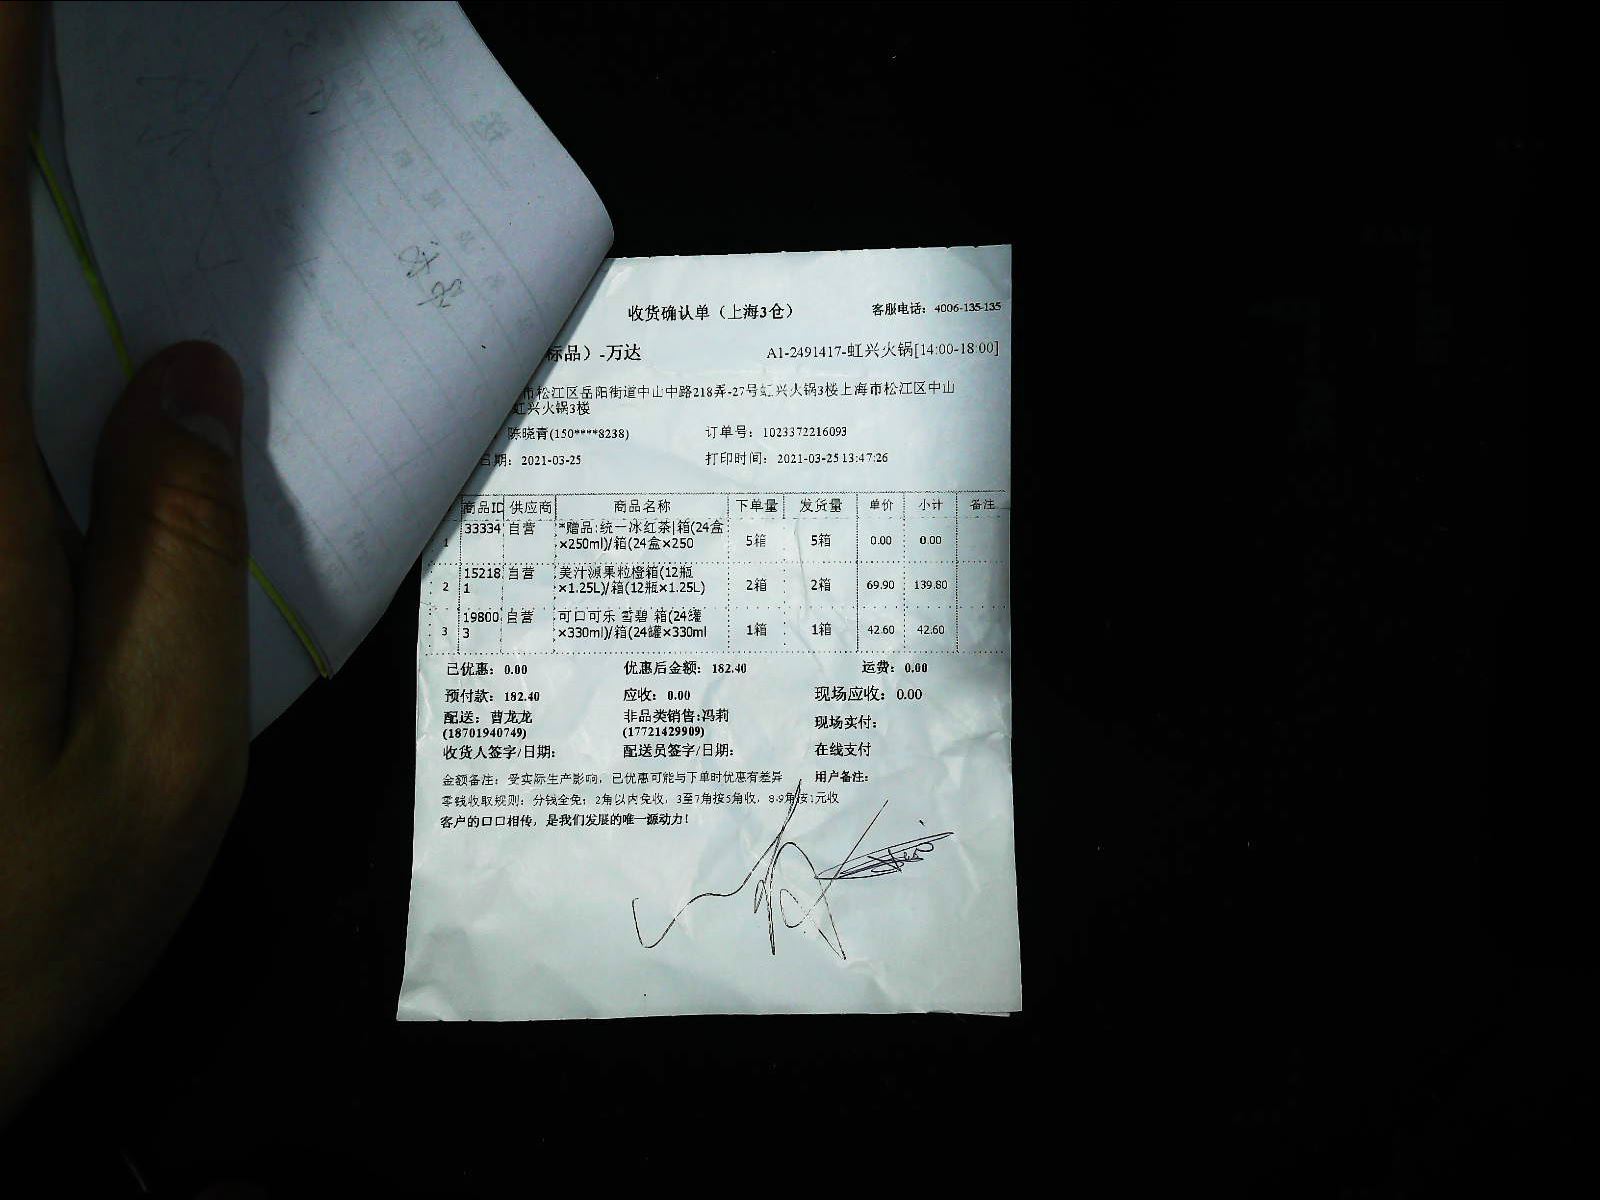 收货确认单（上海3仓）
客服电话：4006-135-135
标品）-万达
A1-2491417-虹兴火锅[14:00-18:00]
市松江区岳阳街道中山中路218弄-27号虹兴火锅3楼上海市松江区中山
虹兴火锅3楼
陈晓青(150****8238) 订单号：1023372216093
日期：2021-03-25 打印时间：2021-03-25 13:47:26
商品ID 供应商 商品名称 下单量 发货量 单价 小计 备注
1 33334 自营 *赠品:统一冰红茶|箱(24盒×250ml)/箱(24盒×250 5箱 5箱 0.00 0.00
2 152181 自营 美汁源果粒橙箱(12瓶×1.25L)/箱(12瓶×1.25L) 2箱 2箱 69.90 139.80
3 198003 自营 可口可乐 雪碧 箱(24罐×330ml)/箱(24罐×330ml 1箱 1箱 42.60 42.60
已优惠：0.00 优惠后金额：182.40 运费：0.00
预付款：182.40 应收：0.00 现场应收：0.00
配送：曹龙龙 非品类销售:冯莉 现场实付：
(18701940749) (17721429909)
收货人签字/日期： 配送员签字/日期： 在线支付
金额备注：受实际生产影响，已优惠可能与下单时优惠有差异 用户备注：
零钱收取规则：分钱全免；2角以内免收，3至7角按5角收，8,9角按1元收
客户的口口相传，是我们发展的唯一源动力！